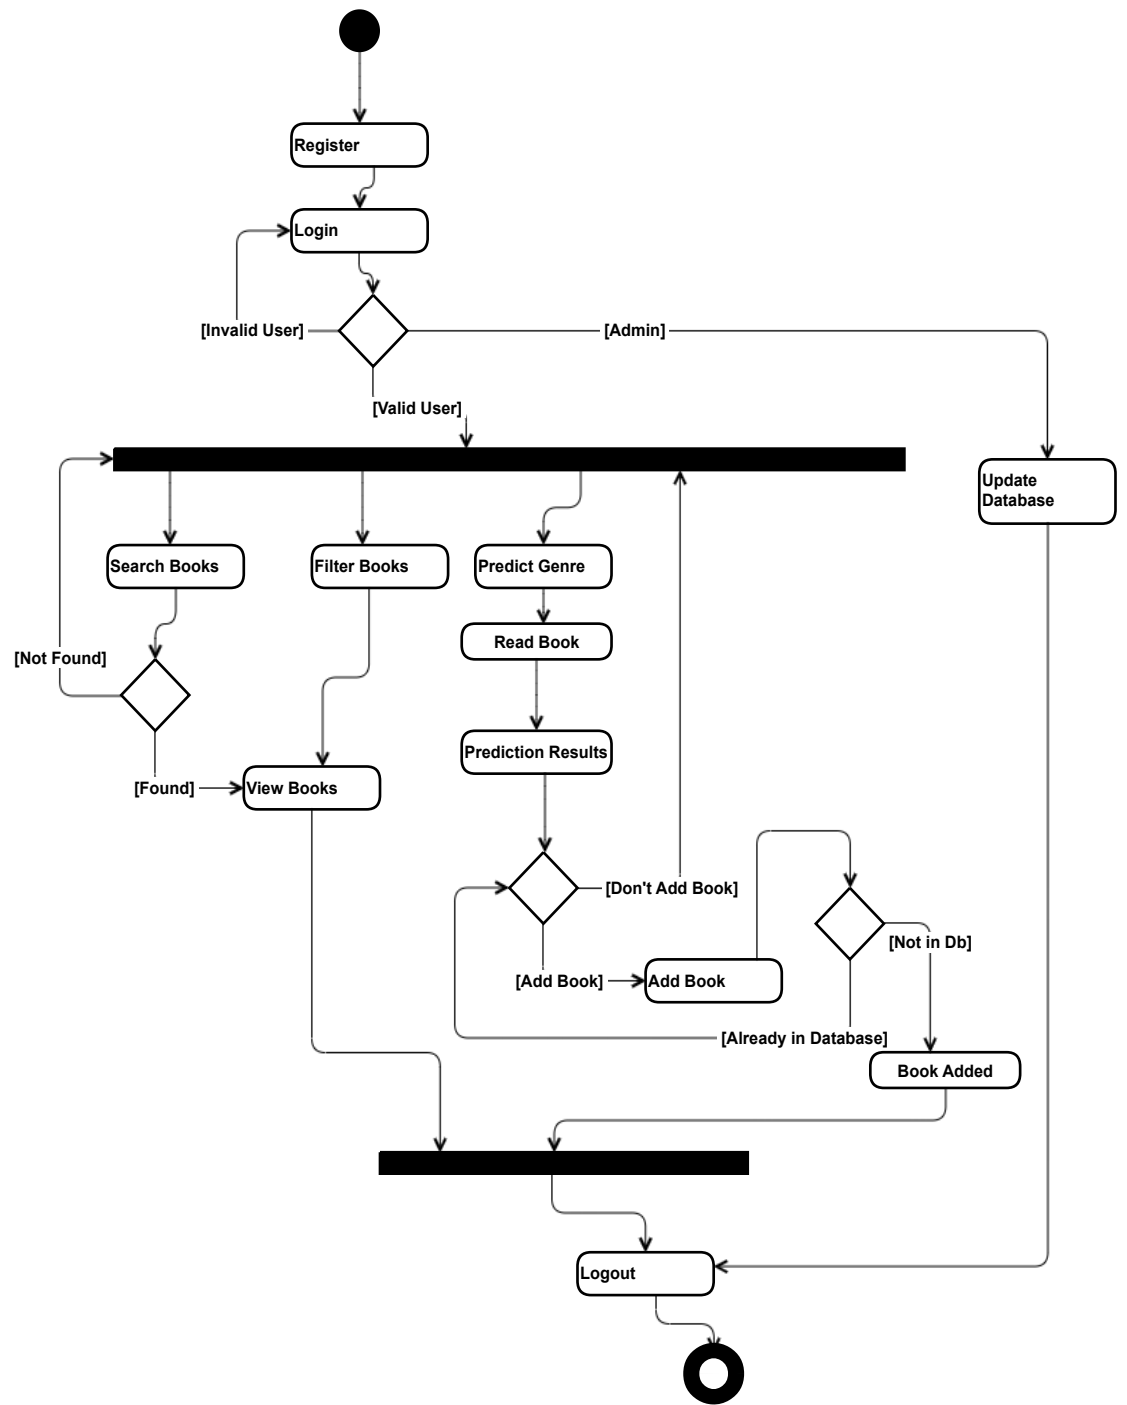 Register
Login
[Invalid User]
[Admin]
[Valid User]
Update
Database
Search Books
Filter Books
Predict Genre
Read Book
[Not Found]
Prediction Results
[Found]
View Books
[Don't Add Book]
[Not in Db]
[Add Book]
Add Book
[Already in Database]
Book Added
Logout